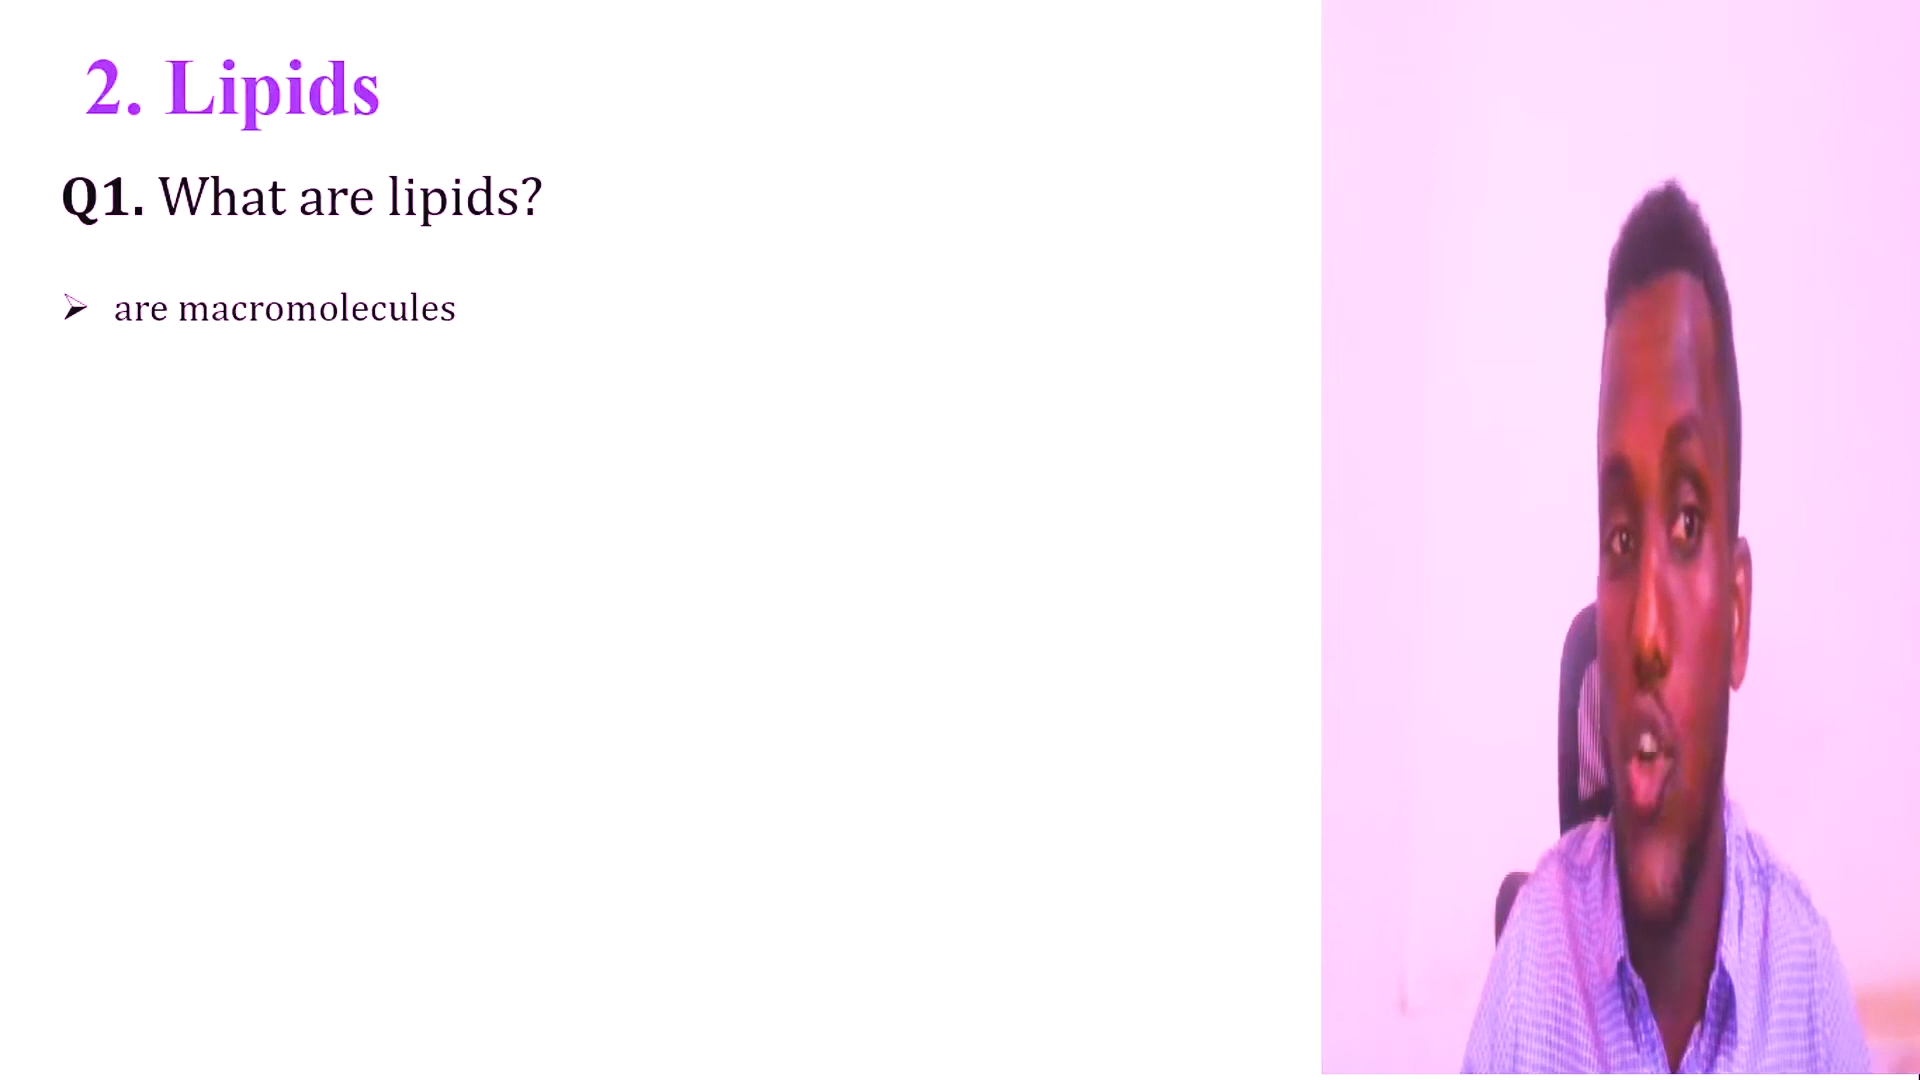 2. Lipids
Q1. What are lipids?
➢ are macromolecules